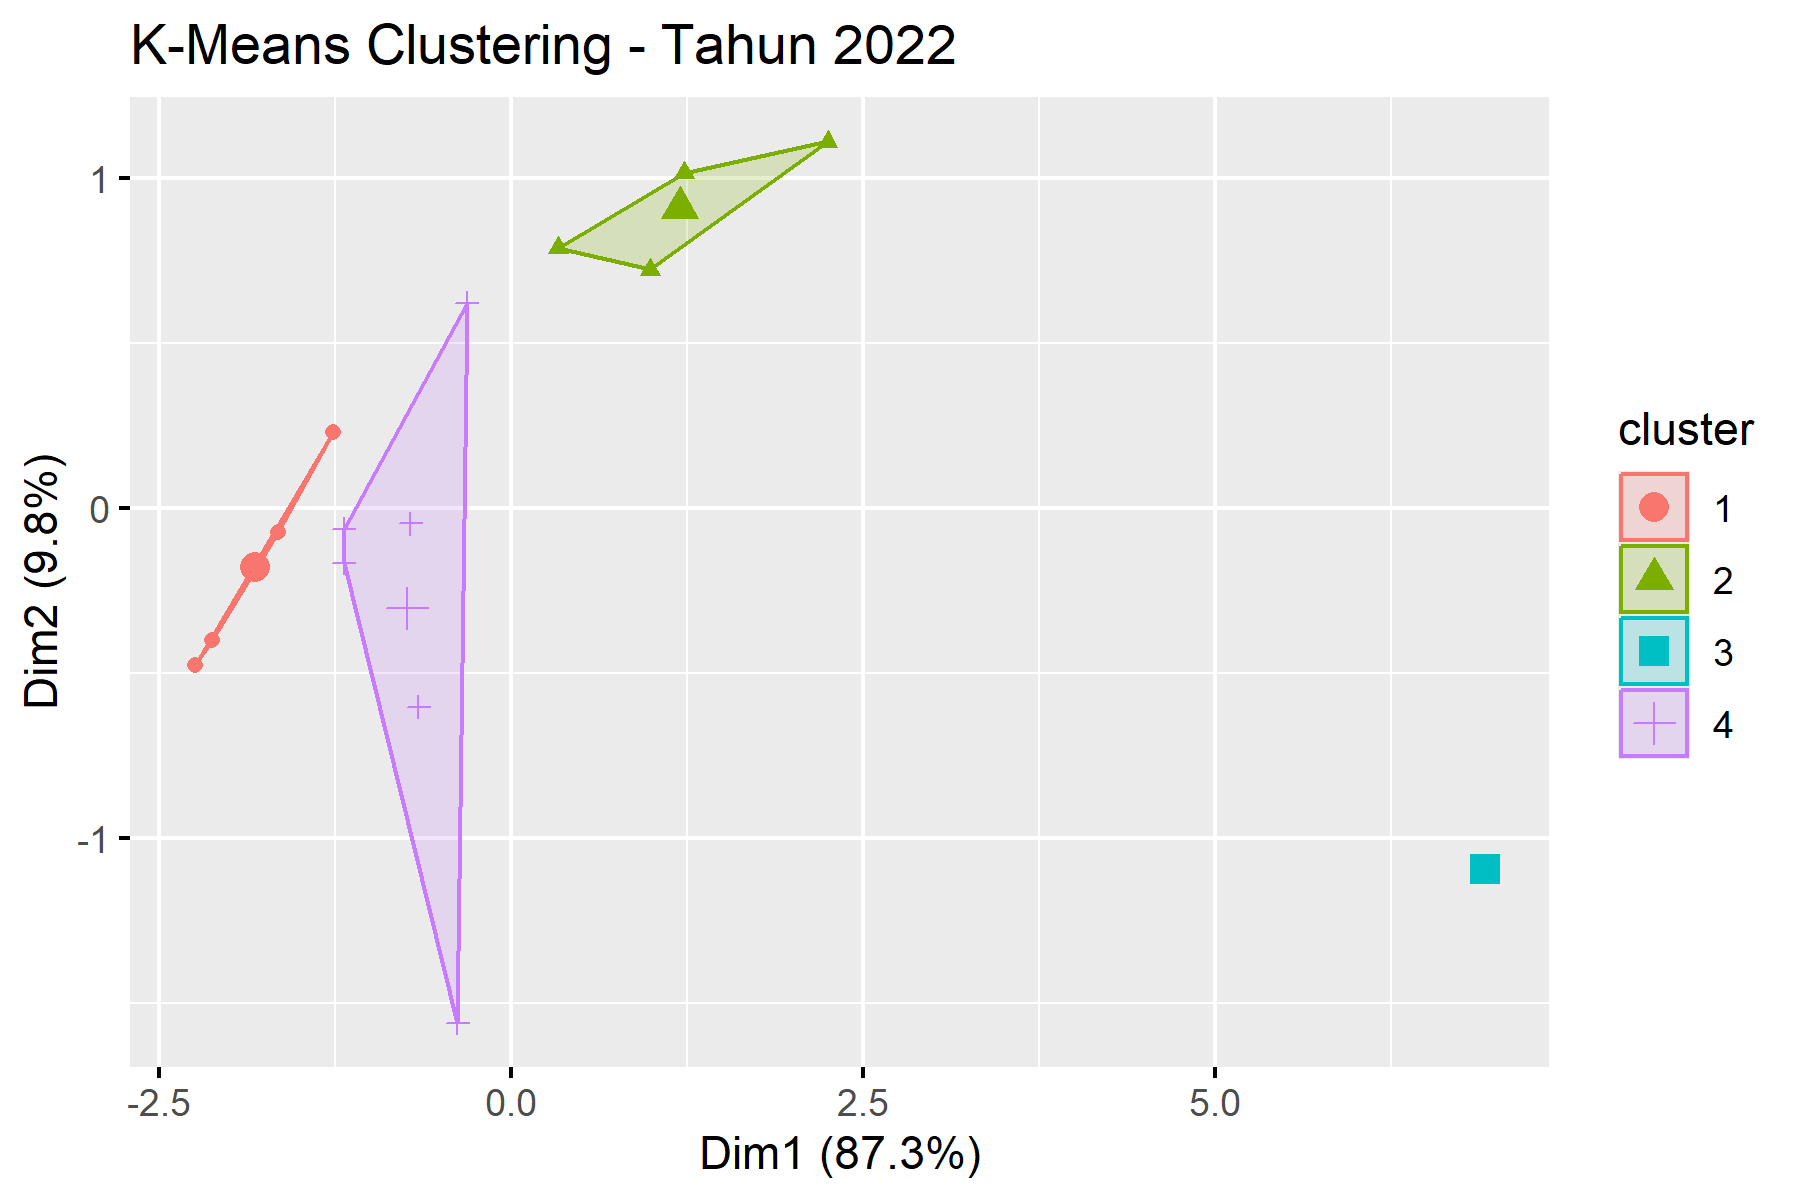 K-Means Clustering - Tahun 2022
1
0
-1
Dim2 (9.8%)
-2.5
0.0
2.5
5.0
Dim1 (87.3%)
cluster
1
2
3
4